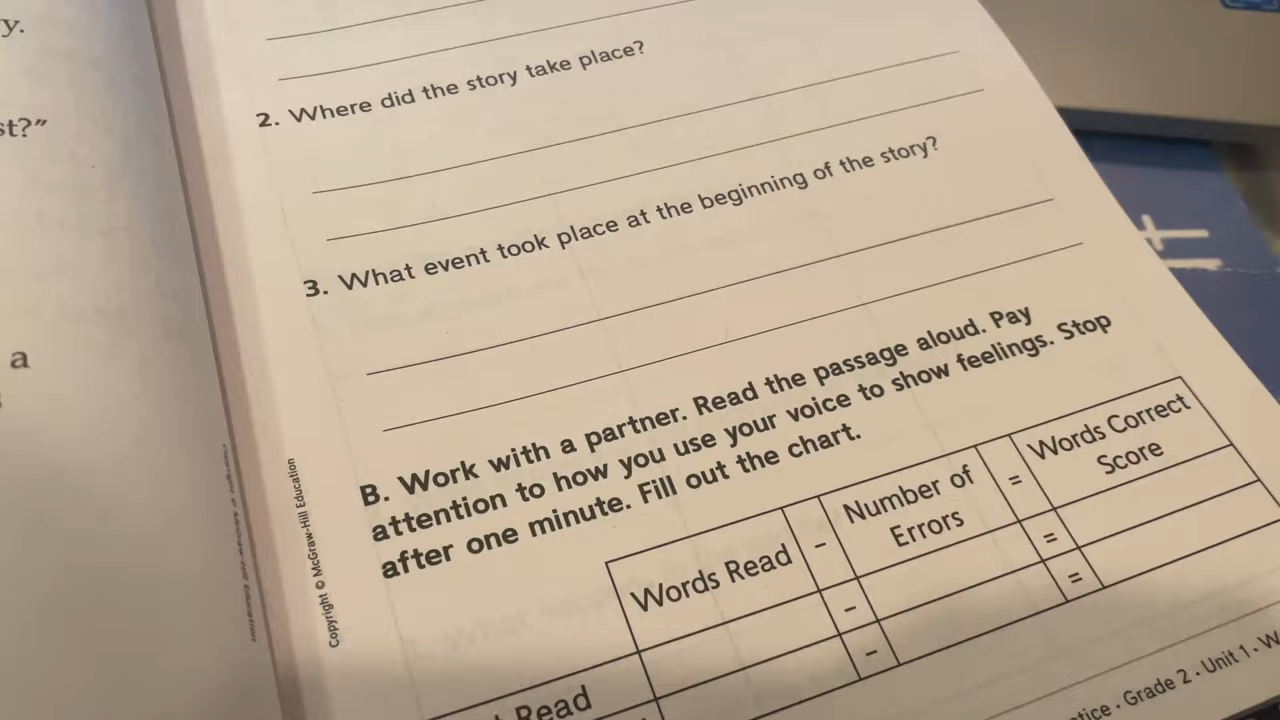 y.
st?”
a
2. Where did the story take place?
3. What event took place at the beginning of the story?
B. Work with a partner. Read the passage aloud. Pay
attention to how you use your voice to show feelings. Stop
after one minute. Fill out the chart.
Words Read - Number of Errors = Words Correct Score
- =
- =
Read
Copyright © McGraw-Hill Education
tice · Grade 2 · Unit 1 · W